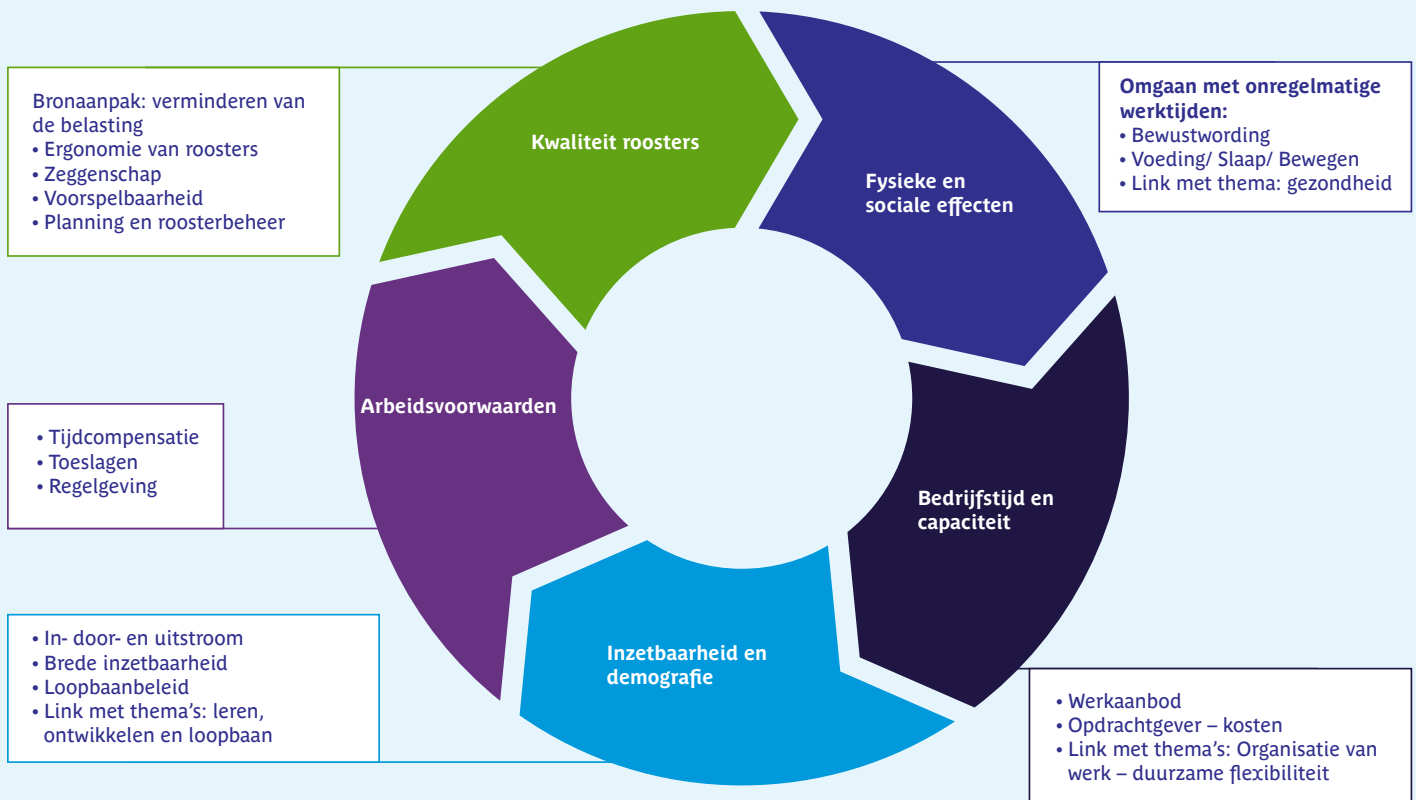 Bronaanpak: verminderen van
de belasting
• Ergonomie van roosters
• Zeggenschap
• Voorspelbaarheid
• Planning en roosterbeheer
Kwaliteit roosters
Fysieke en
sociale effecten
Omgaan met onregelmatige
werktijden:
• Bewustwording
• Voeding/ Slaap/ Bewegen
• Link met thema: gezondheid
Arbeidsvoorwaarden
• Tijdcompensatie
• Toeslagen
• Regelgeving
Bedrijfstijd en
capaciteit
Inzetbaarheid en
demografie
• In- door- en uitstroom
• Brede inzetbaarheid
• Loopbaanbeleid
• Link met thema’s: leren,
ontwikkelen en loopbaan
• Werkaanbod
• Opdrachtgever – kosten
• Link met thema’s: Organisatie van
werk – duurzame flexibiliteit